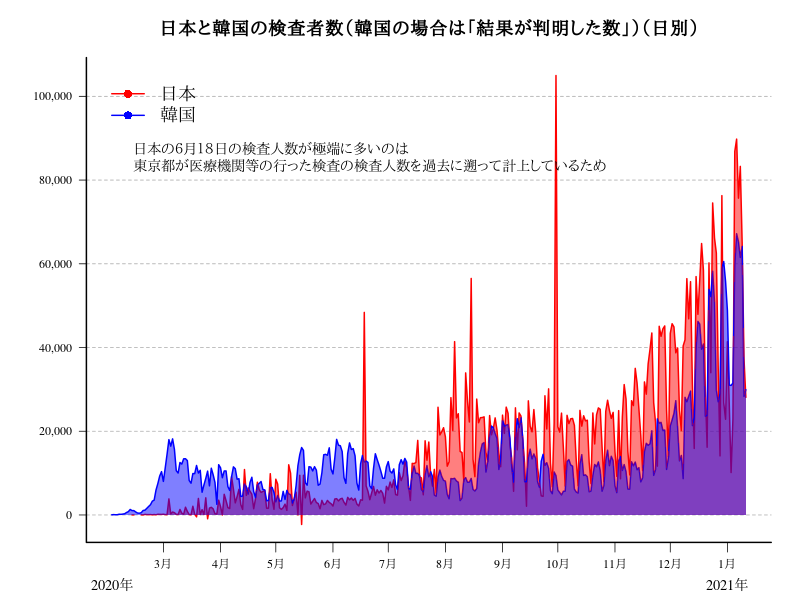 日本と韓国の検査者数（韓国の場合は「結果が判明した数」）（日別）
日本
韓国
日本の6月18日の検査人数が極端に多いのは
東京都が医療機関等の行った検査の検査人数を過去に遡って計上しているため
100,000
80,000
60,000
40,000
20,000
0
3月 4月 5月 6月 7月 8月 9月 10月 11月 12月 1月
2020年 2021年